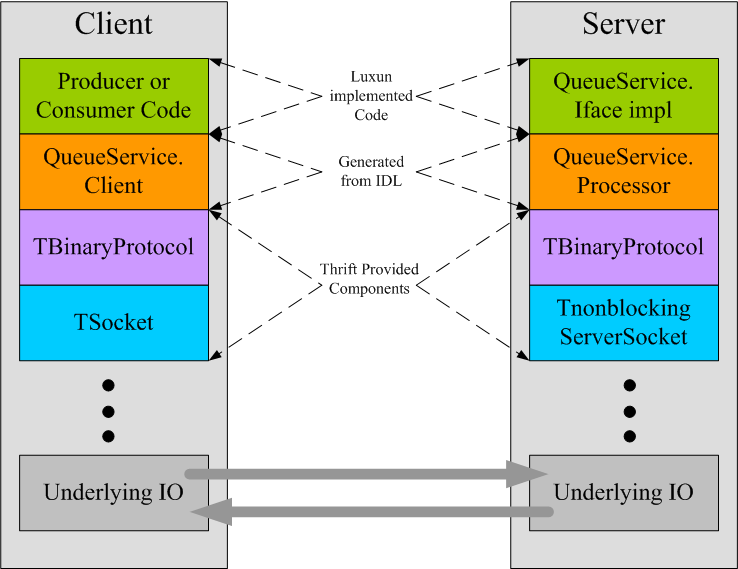 Client
Server
Producer or
Consumer Code
Luxun
implemented
Code
QueueService.
Iface impl
QueueService.
Client
Generated
from IDL
QueueService.
Processor
TBinaryProtocol
Thrift Provided
Components
TBinaryProtocol
TSocket
Tnonblocking
ServerSocket
Underlying IO
Underlying IO